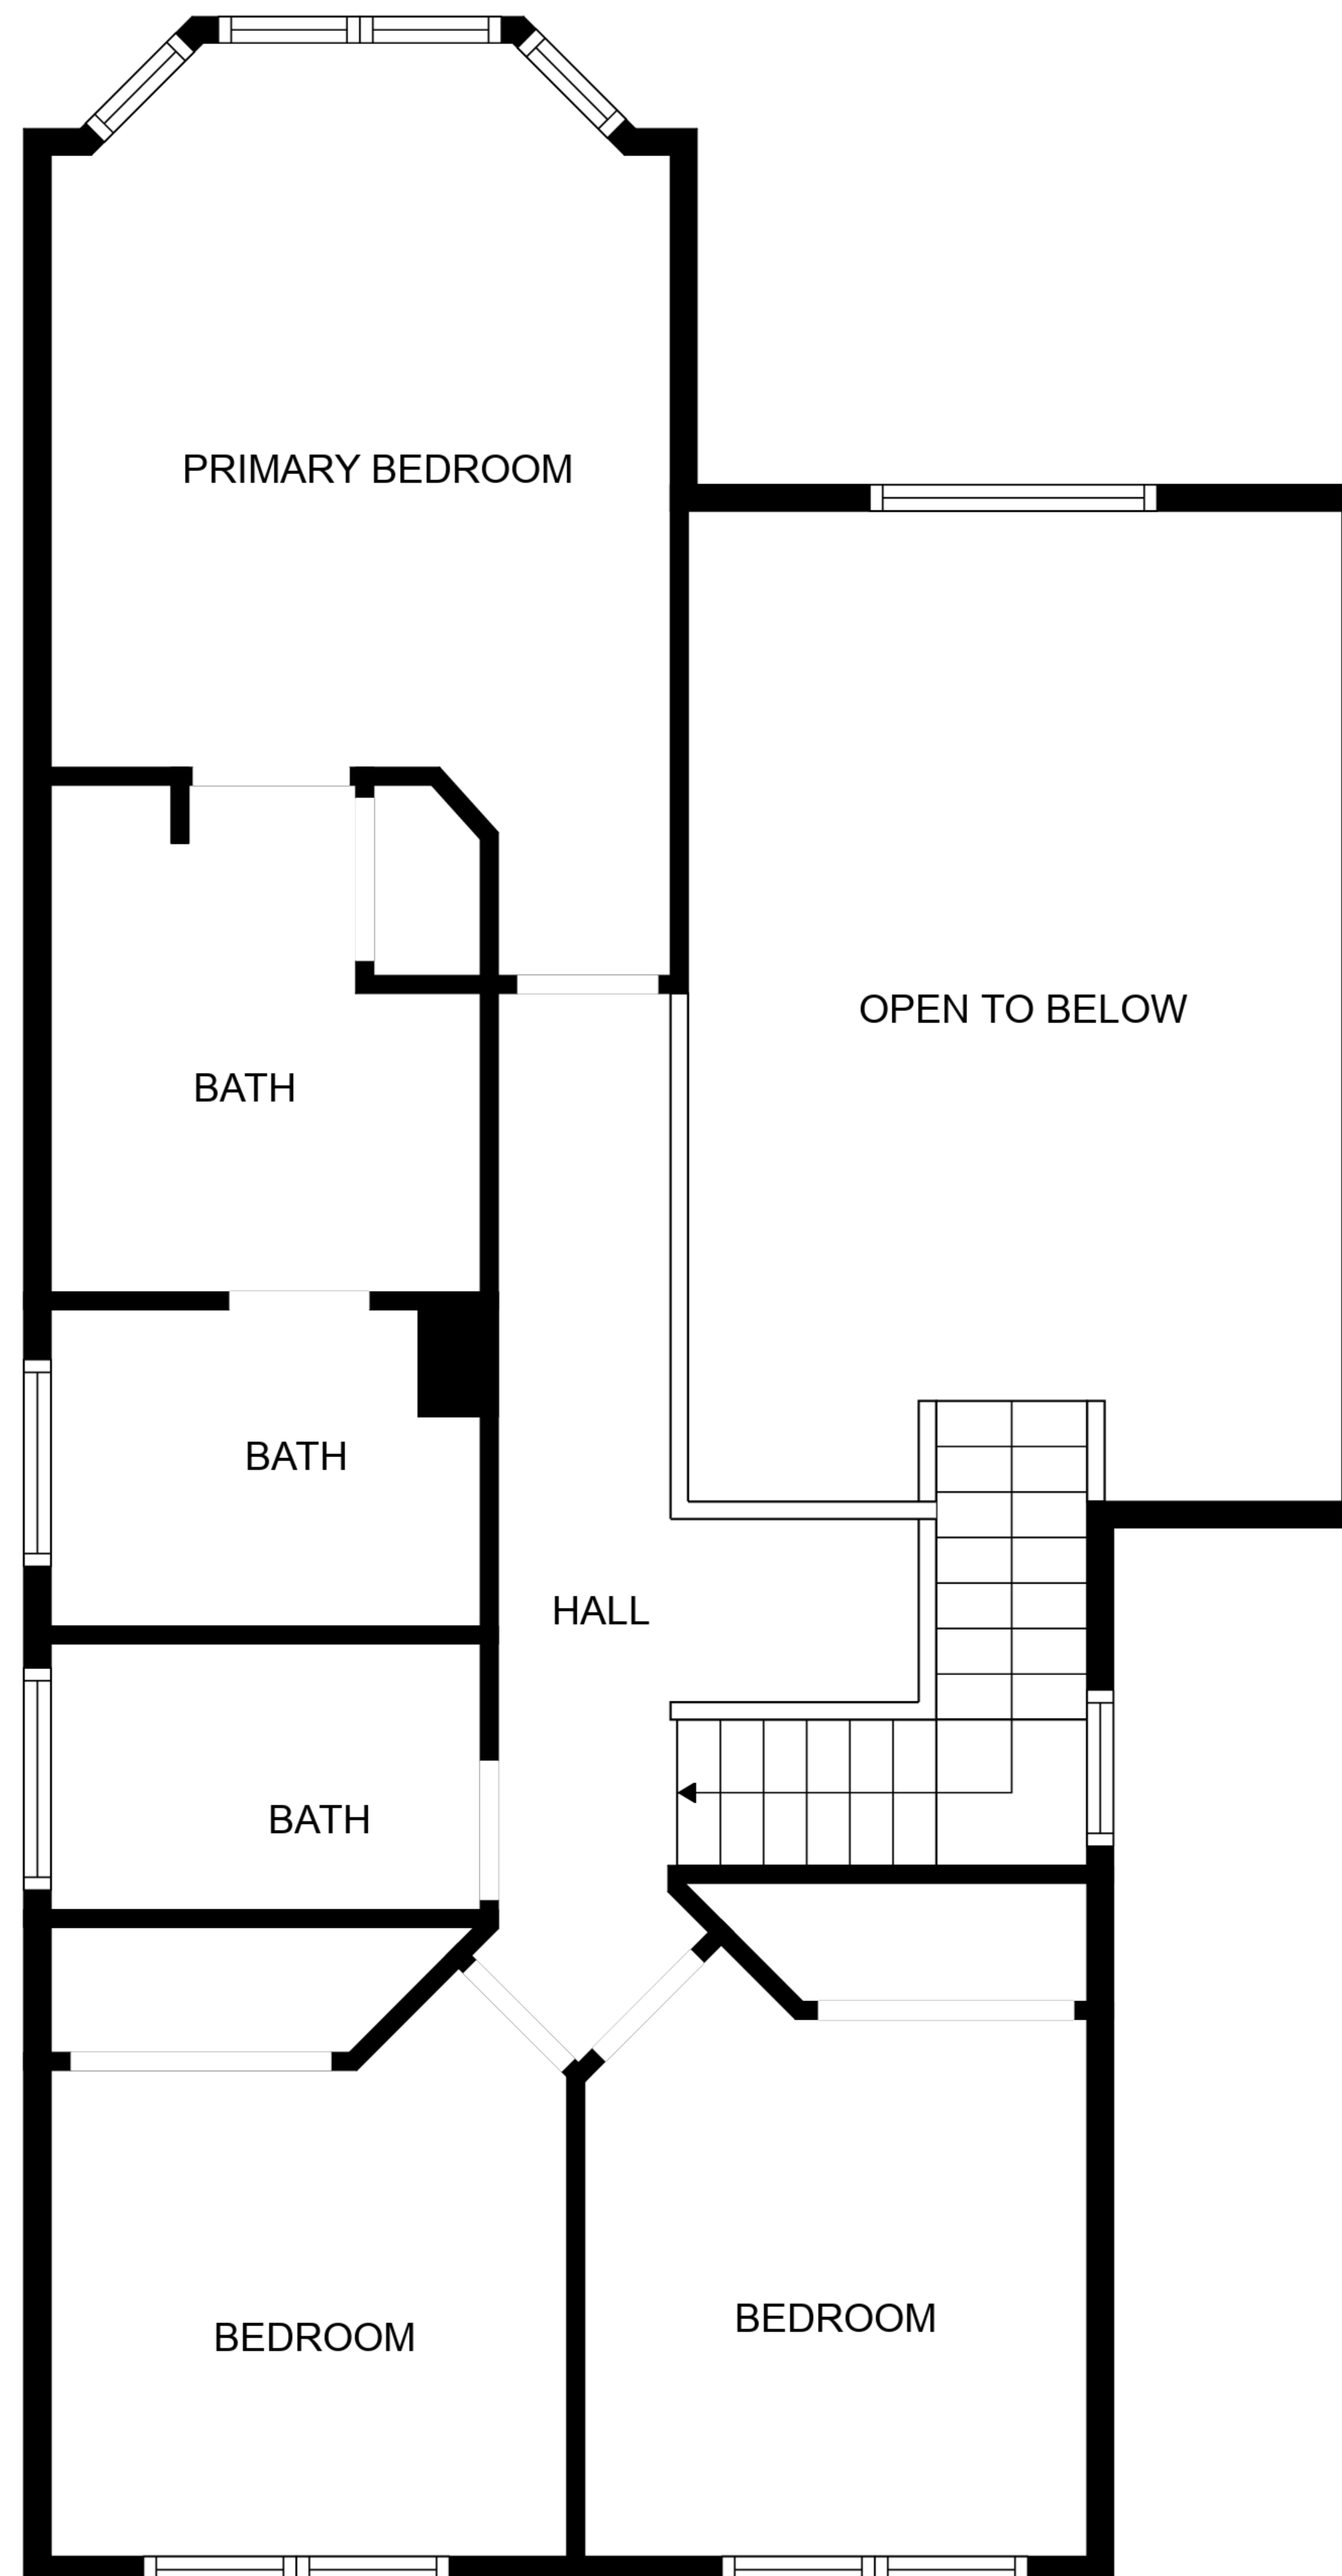 PRIMARY BEDROOM
OPEN TO BELOW
BATH
BATH
HALL
BATH
BEDROOM
BEDROOM